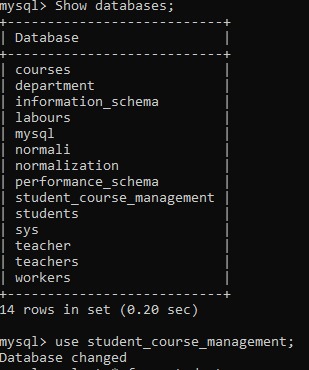 mysql> Show databases;
+---------------------------+
| Database                  |
+---------------------------+
| courses                   |
| department                |
| information_schema        |
| labours                   |
| mysql                     |
| normali                   |
| normalization             |
| performance_schema        |
| student_course_management |
| students                  |
| sys                       |
| teacher                   |
| teachers                  |
| workers                   |
+---------------------------+
14 rows in set (0.20 sec)
mysql> use student_course_management;
Database changed